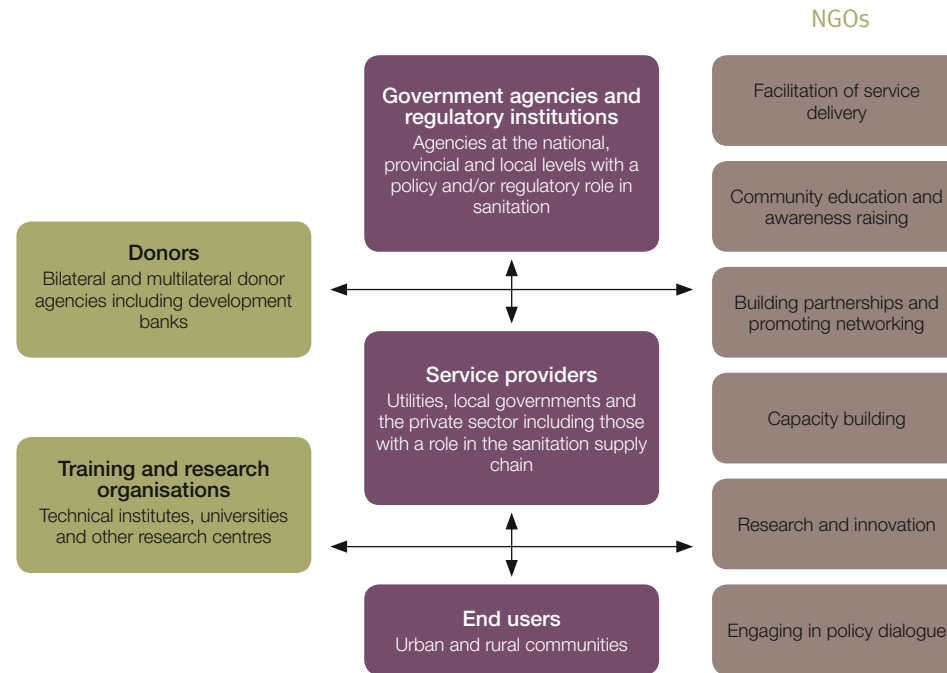 NGOs
Government agencies and
regulatory institutions
Agencies at the national,
provincial and local levels with a
policy and/or regulatory role in
sanitation
Donors
Bilateral and multilateral donor
agencies including development
banks
Service providers
Utilities, local governments and
the private sector including those
with a role in the sanitation supply
chain
Training and research
organisations
Technical institutes, universities
and other research centres
End users
Urban and rural communities
Facilitation of service
delivery
Community education and
awareness raising
Building partnerships and
promoting networking
Capacity building
Research and innovation
Engaging in policy dialogue